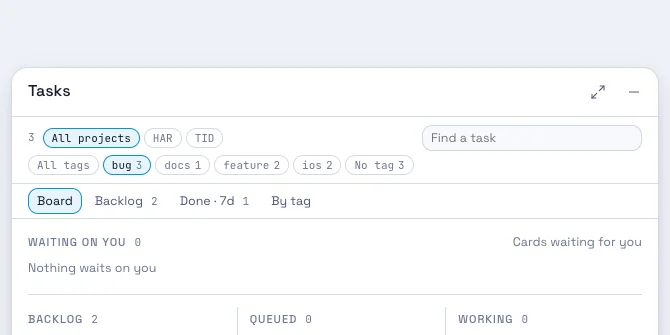 Tasks
3 All projects HAR TID Find a task
All tags bug 3 docs 1 feature 2 ios 2 No tag 3
Board Backlog 2 Done · 7d 1 By tag
WAITING ON YOU 0 Cards waiting for you
Nothing waits on you
BACKLOG 2 QUEUED 0 WORKING 0